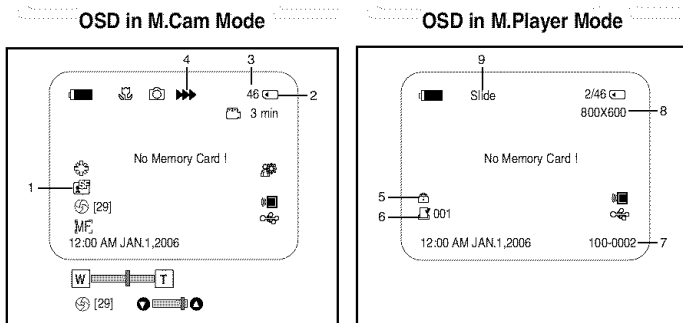 OSD in M.Cam Mode
4 3
46 2
3 min
No Memory Card !
1
[29]
MF
12:00 AM JAN.1,2006
W T
[29]
OSD in M.Player Mode
9
Slide 2/46
800X600 8
No Memory Card !
5
6 001
12:00 AM JAN.1,2006 100-0002 7